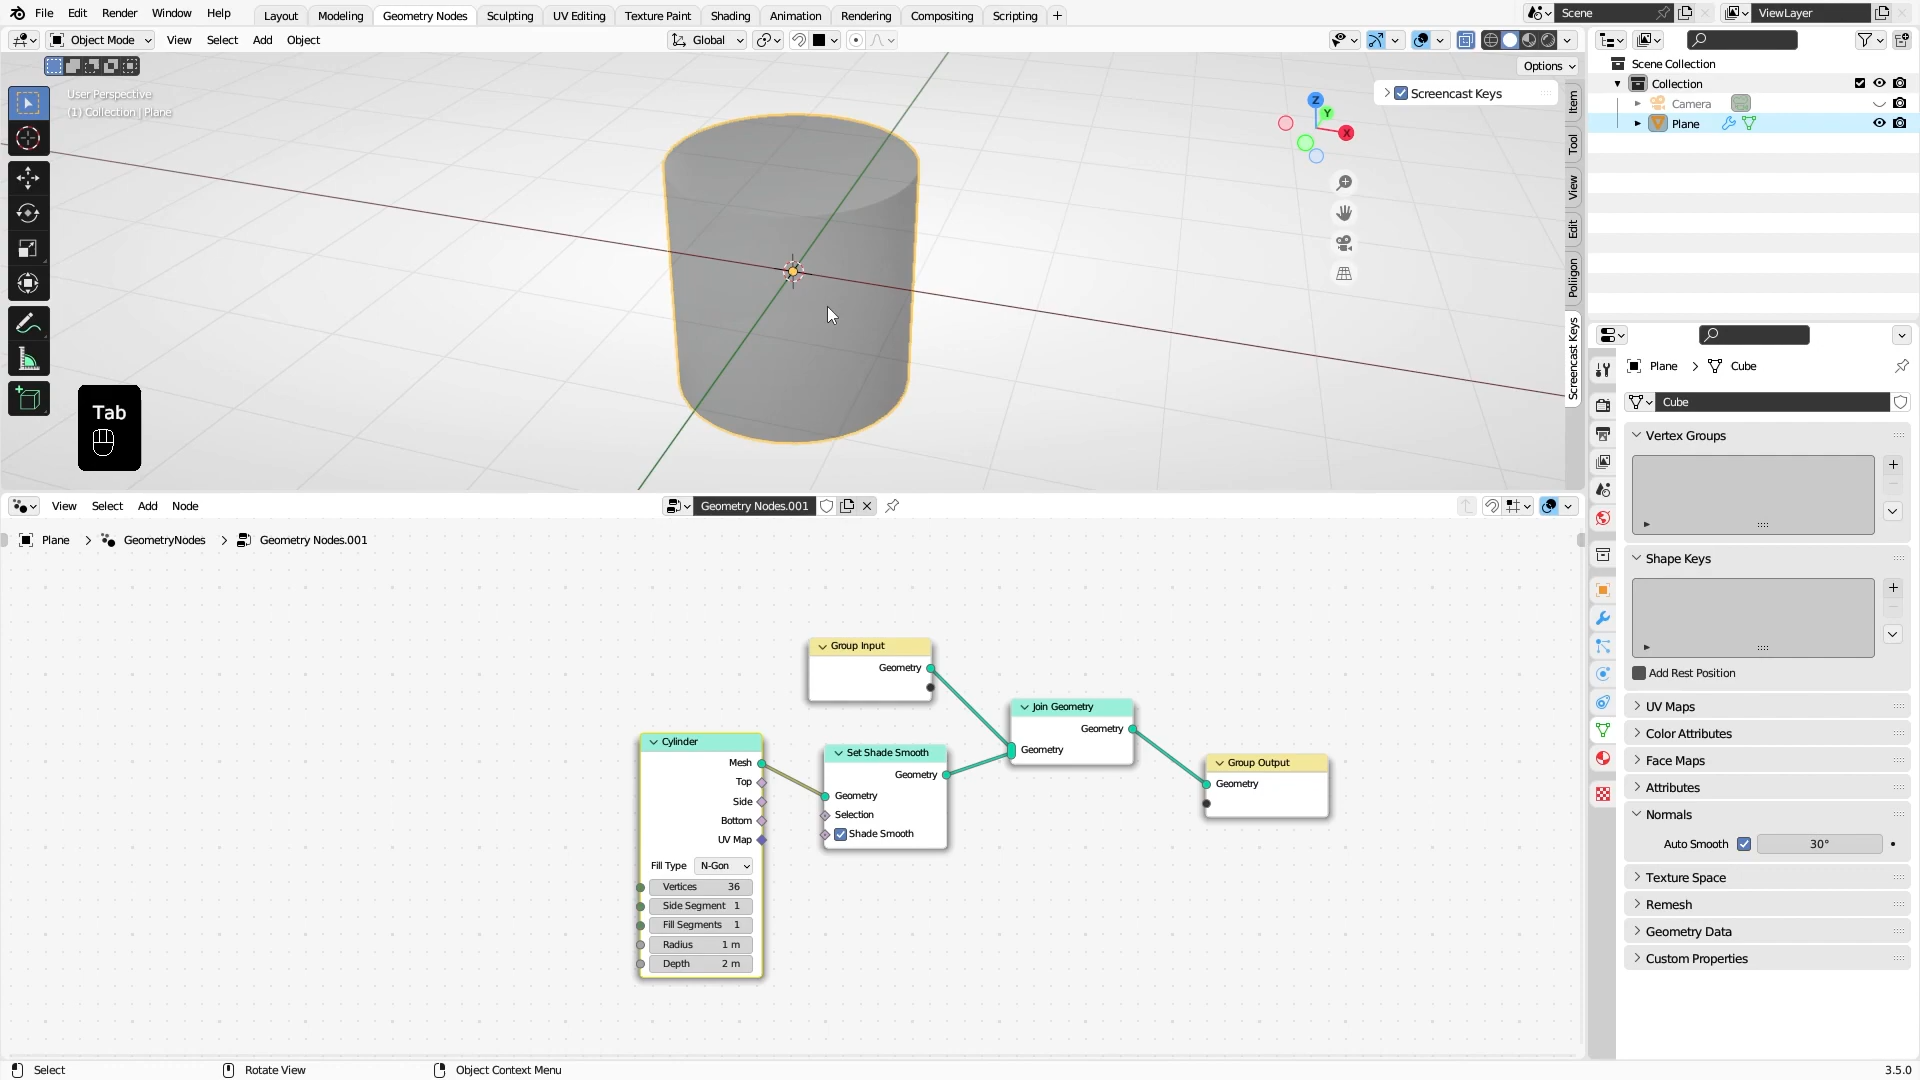 File Edit Render Window Help Layout Modeling Geometry Nodes Sculpting UV Editing Texture Paint Shading Animation Rendering Compositing Scripting + Scene ViewLayer
Object Mode View Select Add Object Global
Options
User Perspective
(1) Collection | Plane
Screencast Keys
Z
Y
X
Item
Tool
View
Edit
Poliigon
Screencast Keys
Tab
Scene Collection
Collection
Camera
Plane
Plane > Cube
Cube
Vertex Groups
Shape Keys
Add Rest Position
UV Maps
Color Attributes
Face Maps
Attributes
Normals
Auto Smooth 30°
Texture Space
Remesh
Geometry Data
Custom Properties
View Select Add Node Geometry Nodes.001
Plane > GeometryNodes > Geometry Nodes.001
Group Input
Geometry
Cylinder
Mesh
Top
Side
Bottom
UV Map
Fill Type N-Gon
Vertices 36
Side Segment 1
Fill Segments 1
Radius 1 m
Depth 2 m
Set Shade Smooth
Geometry
Geometry
Selection
Shade Smooth
Join Geometry
Geometry
Geometry
Group Output
Geometry
Select Rotate View Object Context Menu 3.5.0